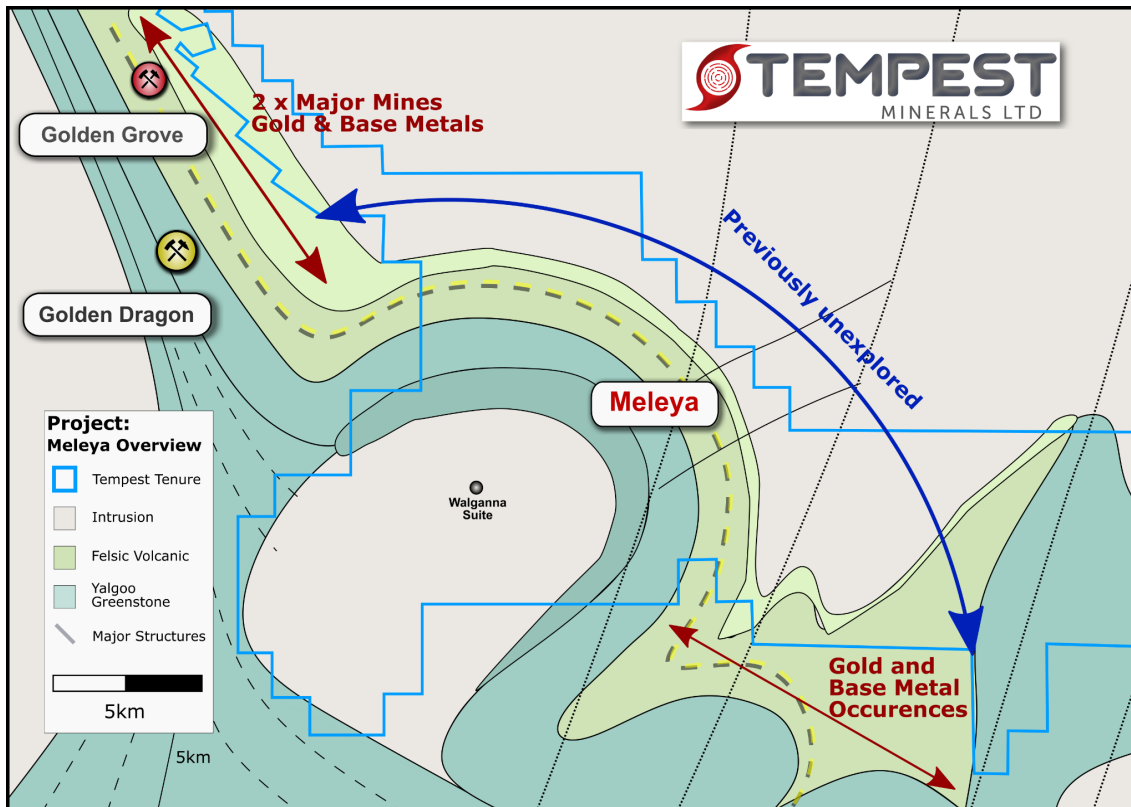 TEMPEST
MINERALS LTD
2 x Major Mines
Gold & Base Metals
Golden Grove
Golden Dragon
Previously unexplored
Meleya
Project:
Meleya Overview
Tempest Tenure
Intrusion
Felsic Volcanic
Yalgoo
Greenstone
Major Structures
5km
5km
Walganna
Suite
Gold and
Base Metal
Occurences